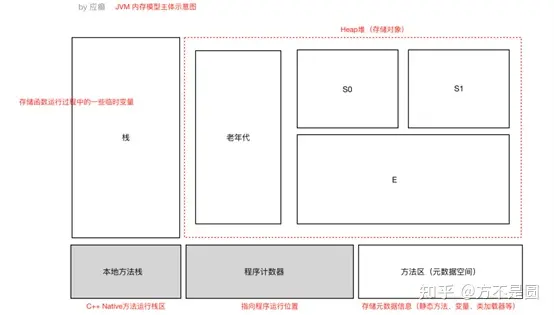 by 应癫 JVM 内存模型主体示意图
Heap堆（存储对象）
存储函数运行过程中的一些临时变量
栈
老年代
S0
S1
E
本地方法栈
程序计数器
方法区（元数据空间）
C++ Native方法运行栈区
指向程序运行位置
存储元数据信息（静态方法、变量、类加载器等）
知乎 @方不是圆